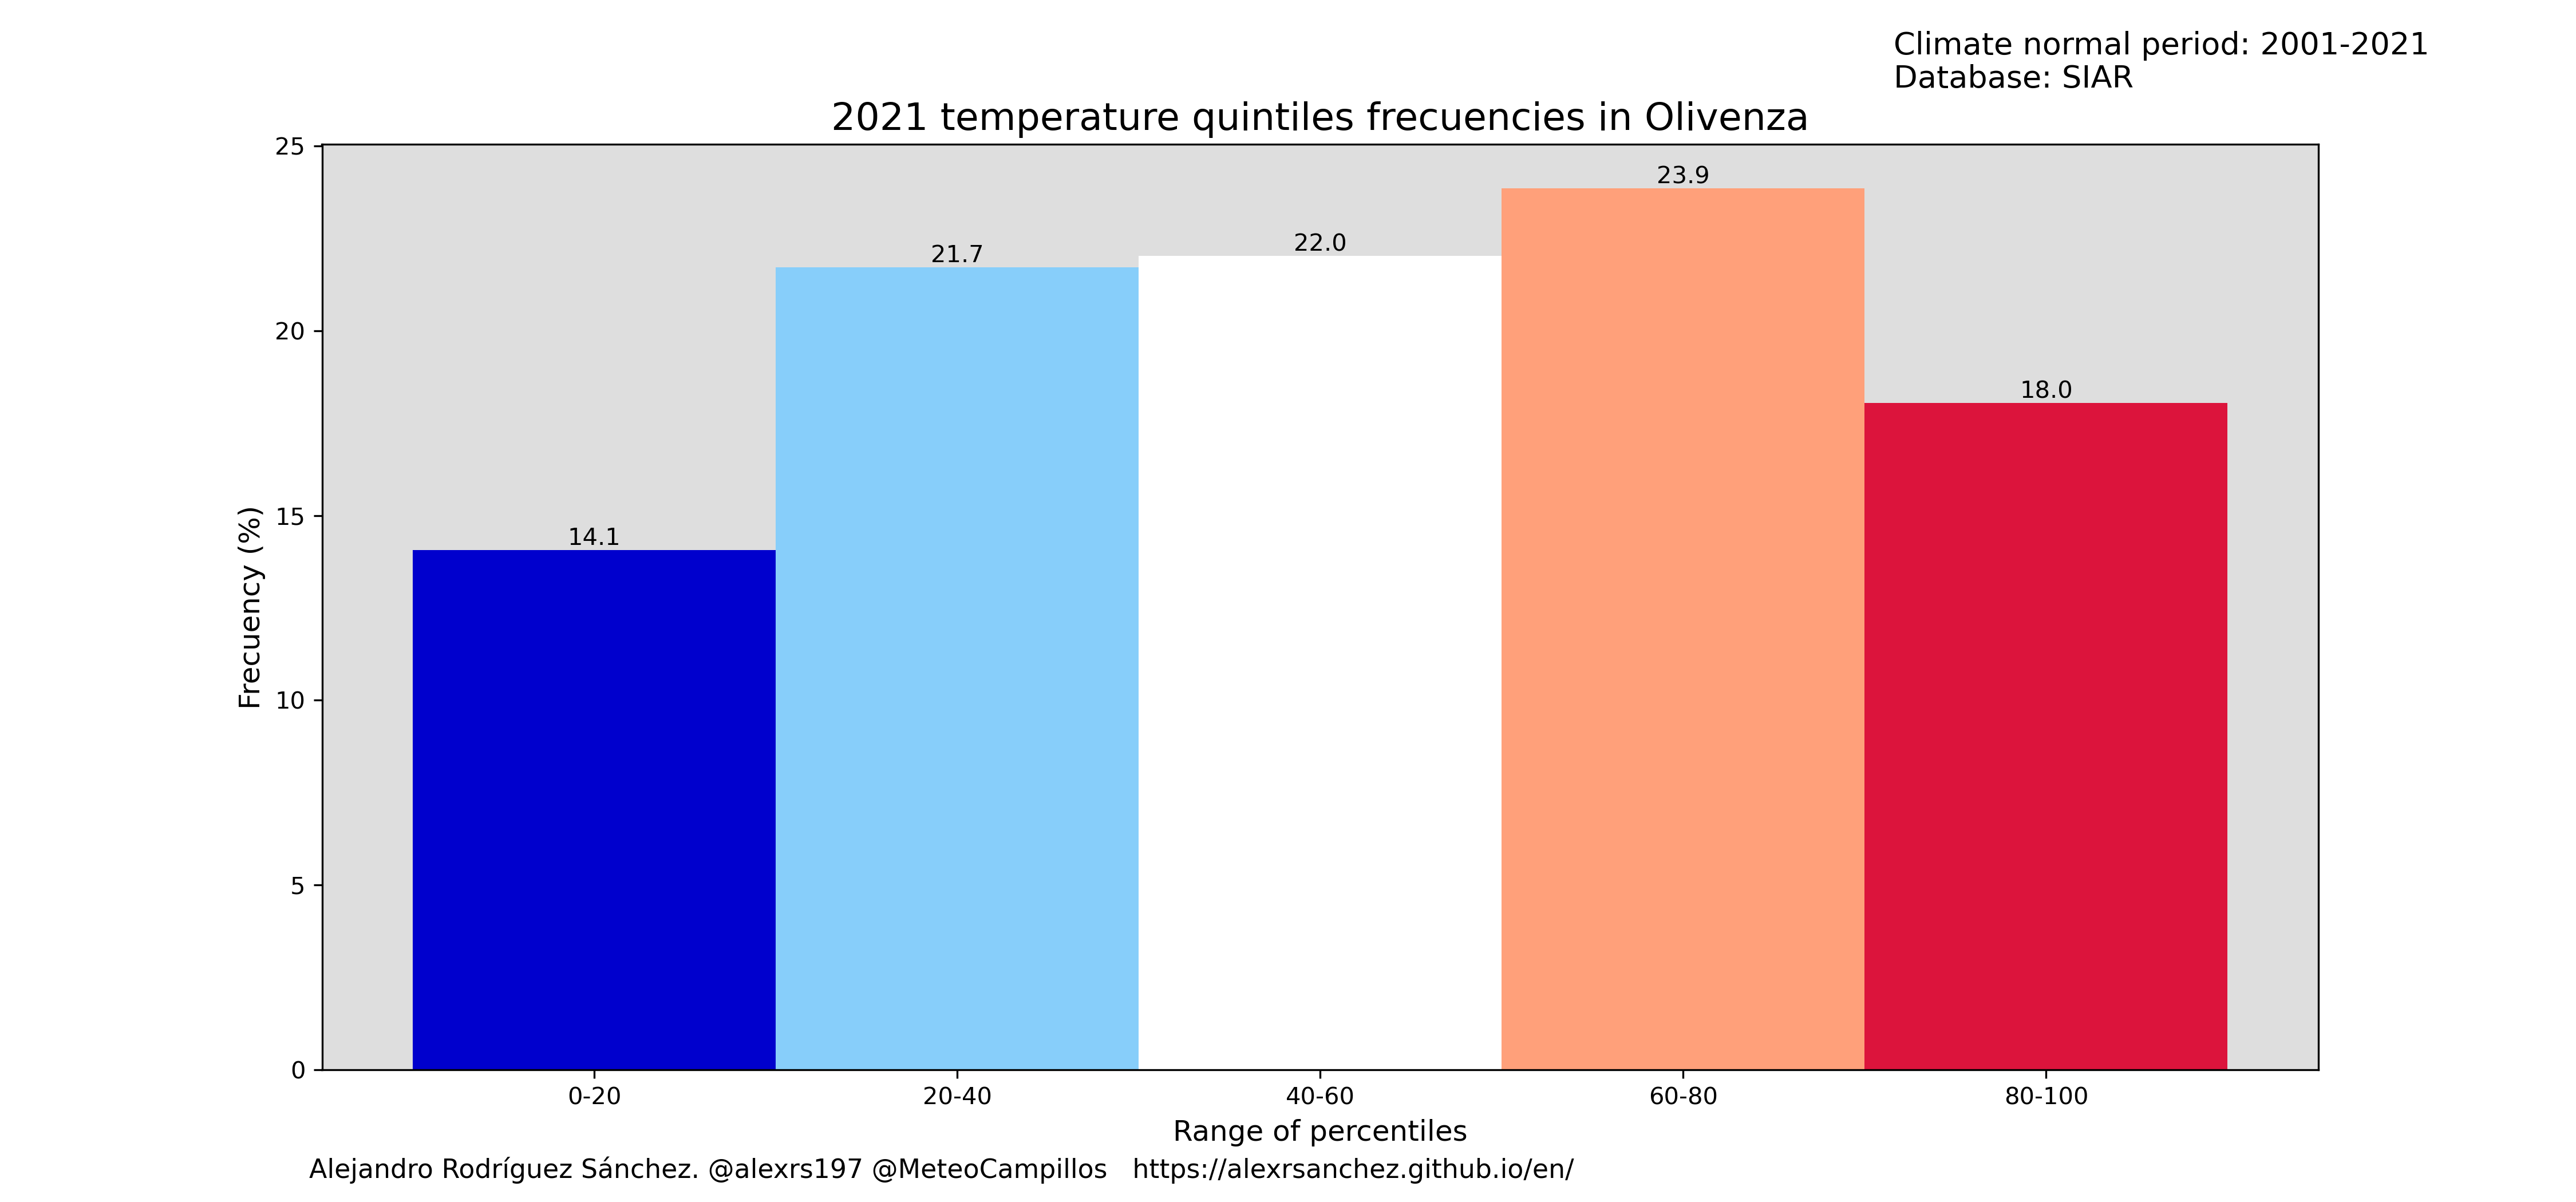 Climate normal period: 2001-2021
Database: SIAR
2021 temperature quintiles frecuencies in Olivenza
25
20
15
10
5
0
Frecuency (%)
14.1
21.7
22.0
23.9
18.0
0-20
20-40
40-60
60-80
80-100
Range of percentiles
Alejandro Rodríguez Sánchez. @alexrs197 @MeteoCampillos https://alexrsanchez.github.io/en/